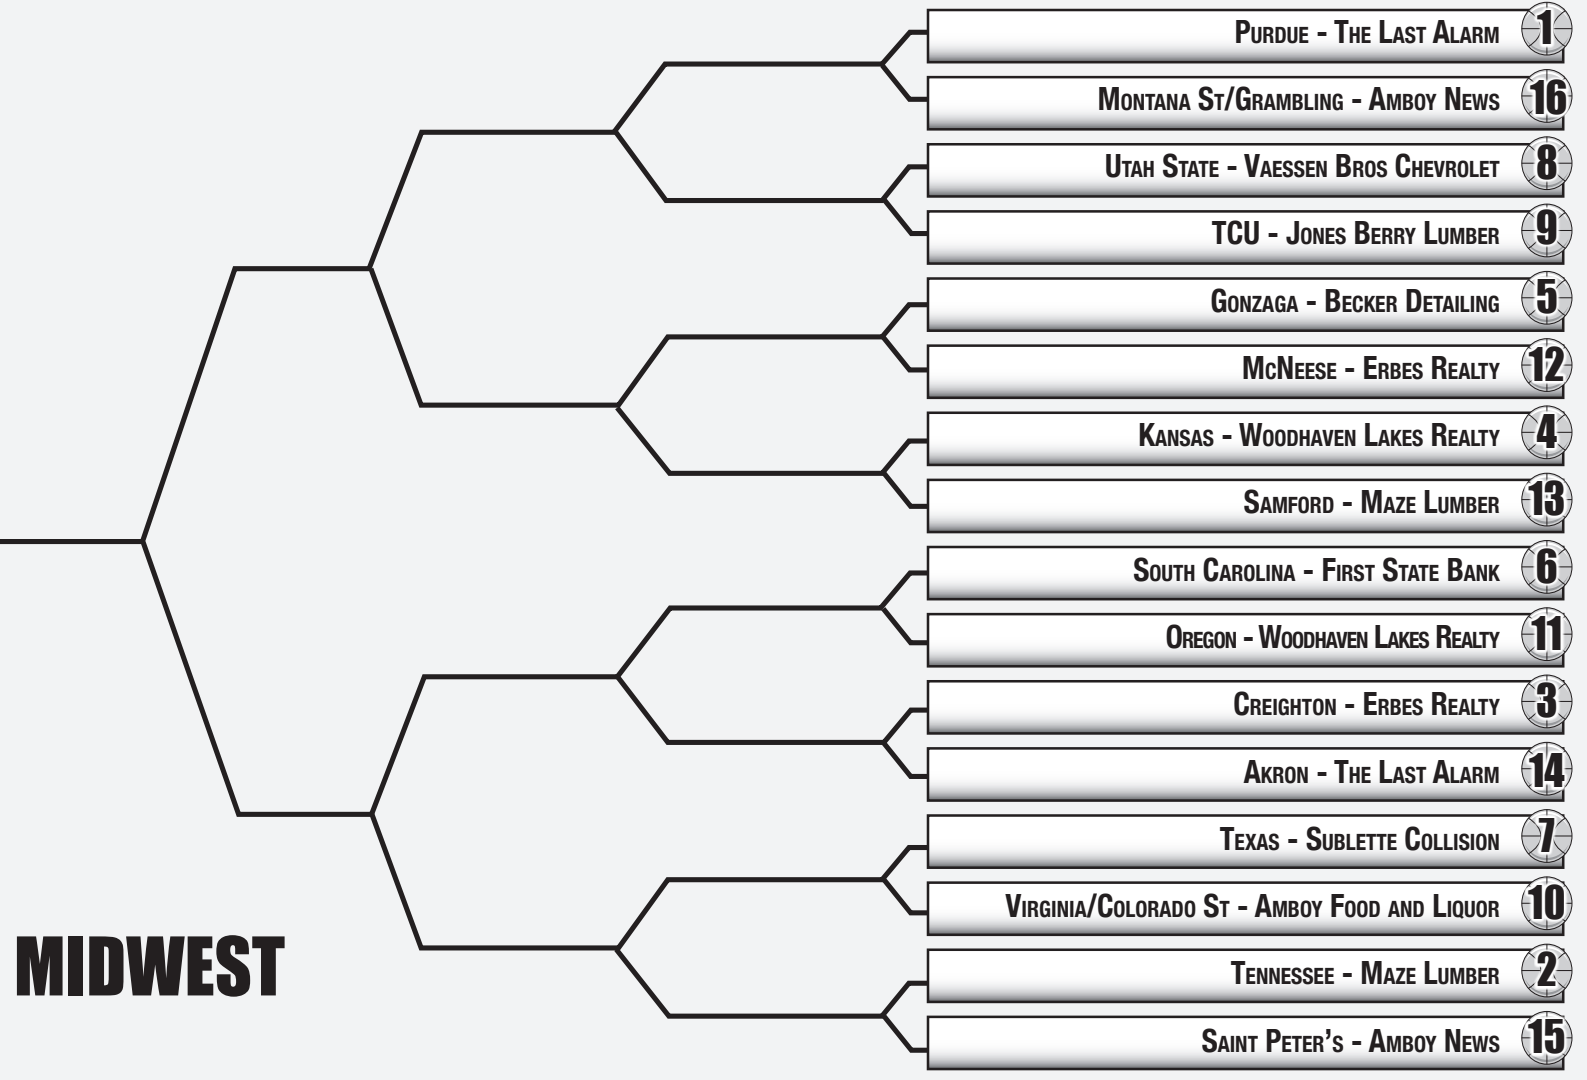 Purdue - The Last Alarm 1
Montana St/Grambling - Amboy News 16
Utah State - Vaessen Bros Chevrolet 8
TCU - Jones Berry Lumber 9
Gonzaga - Becker Detailing 5
McNeese - Erbes Realty 12
Kansas - Woodhaven Lakes Realty 4
Samford - Maze Lumber 13
South Carolina - First State Bank 6
Oregon - Woodhaven Lakes Realty 11
Creighton - Erbes Realty 3
Akron - The Last Alarm 14
Texas - Sublette Collision 7
Virginia/Colorado St - Amboy Food and Liquor 10
Tennessee - Maze Lumber 2
Saint Peter's - Amboy News 15
MIDWEST